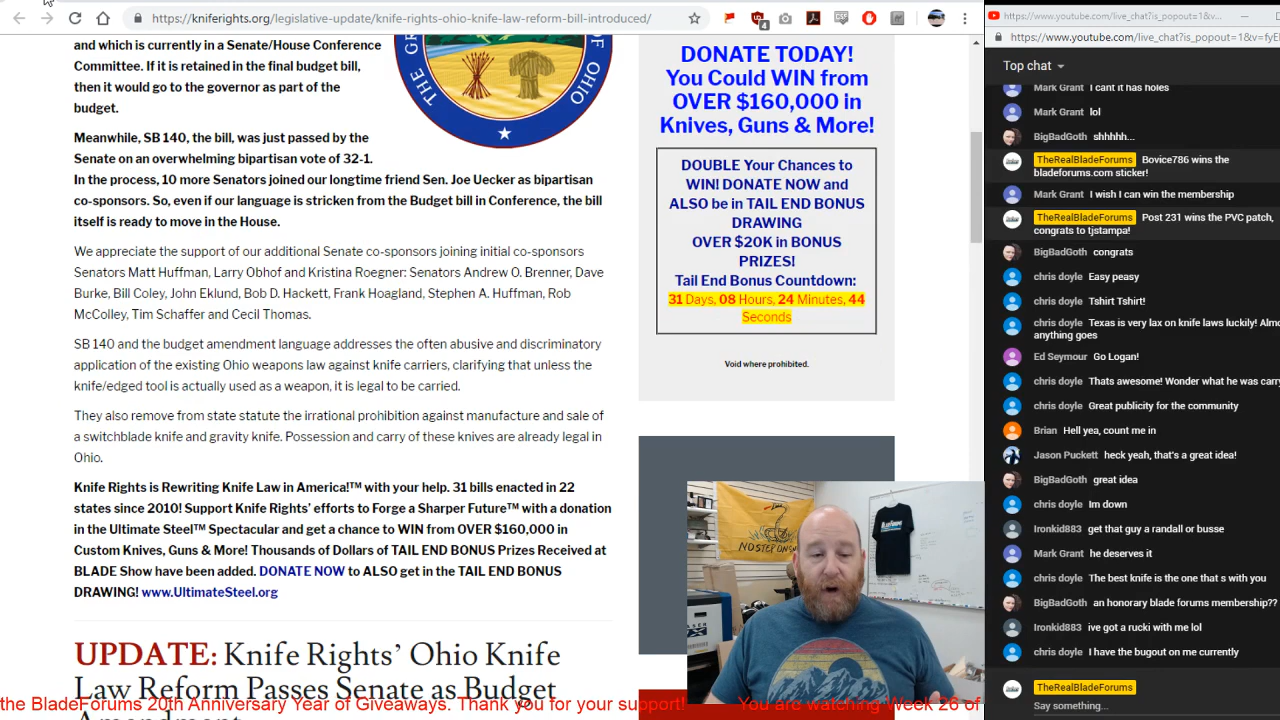 https://kniferights.org/legislative-update/knife-rights-ohio-knife-law-reform-bill-introduced/
4
and which is currently in a Senate/House Conference
Committee. If it is retained in the final budget bill,
then it would go to the governor as part of the
budget.
Meanwhile, SB 140, the bill, was just passed by the
Senate on an overwhelming bipartisan vote of 32-1.
In the process, 10 more Senators joined our longtime friend Sen. Joe Uecker as bipartisan
co-sponsors. So, even if our language is stricken from the Budget bill in Conference, the bill
itself is ready to move in the House.
We appreciate the support of our additional Senate co-sponsors joining initial co-sponsors
Senators Matt Huffman, Larry Obhof and Kristina Roegner: Senators Andrew O. Brenner, Dave
Burke, Bill Coley, John Eklund, Bob D. Hackett, Frank Hoagland, Stephen A. Huffman, Rob
McColley, Tim Schaffer and Cecil Thomas.
SB 140 and the budget amendment language addresses the often abusive and discriminatory
application of the existing Ohio weapons law against knife carriers, clarifying that unless the
knife/edged tool is actually used as a weapon, it is legal to be carried.
They also remove from state statute the irrational prohibition against manufacture and sale of
a switchblade knife and gravity knife. Possession and carry of these knives are already legal in
Ohio.
Knife Rights is Rewriting Knife Law in America!™ with your help. 31 bills enacted in 22
states since 2010! Support Knife Rights' efforts to Forge a Sharper Future™ with a donation
in the Ultimate Steel™ Spectacular and get a chance to WIN from OVER $160,000 in
Custom Knives, Guns & More! Thousands of Dollars of TAIL END BONUS Prizes Received at
BLADE Show have been added. DONATE NOW to ALSO get in the TAIL END BONUS
DRAWING! www.UltimateSteel.org
UPDATE: Knife Rights' Ohio Knife
Law Reform Passes Senate as Budget
Amendment
THE GR
OF OHIO
DONATE TODAY!
You Could WIN from
OVER $160,000 in
Knives, Guns & More!
DOUBLE Your Chances to
WIN! DONATE NOW and
ALSO be in TAIL END BONUS
DRAWING
OVER $20K in BONUS
PRIZES!
Tail End Bonus Countdown:
31 Days, 08 Hours, 24 Minutes, 44
Seconds
Void where prohibited.
NO STEP ON S
BLADEFORUMS
the BladeForums 20th Anniversary Year of Giveaways. Thank you for your support! You are watching Week 26 of
https://www.youtube.com/live_chat?is_popout=1&v...
https://www.youtube.com/live_chat?is_popout=1&v=fyE
Top chat
Mark Grant I cant it has holes
Mark Grant lol
BigBadGoth shhhhh...
TheRealBladeForums Bovice786 wins the
bladeforums.com sticker!
Mark Grant I wish I can win the membership
TheRealBladeForums Post 231 wins the PVC patch,
congrats to tjstampa!
BigBadGoth congrats
chris doyle Easy peasy
chris doyle Tshirt Tshirt!
chris doyle Texas is very lax on knife laws luckily! Almo
anything goes
Ed Seymour Go Logan!
chris doyle Thats awesome! Wonder what he was carry
chris doyle Great publicity for the community
Brian Hell yea, count me in
Jason Puckett heck yeah, that's a great idea!
BigBadGoth great idea
chris doyle Im down
Ironkid883 get that guy a randall or busse
Mark Grant he deserves it
chris doyle The best knife is the one that s with you
BigBadGoth an honorary blade forums membership??
Ironkid883 ive got a rucki with me lol
chris doyle I have the bugout on me currently
TheRealBladeForums
Say something...